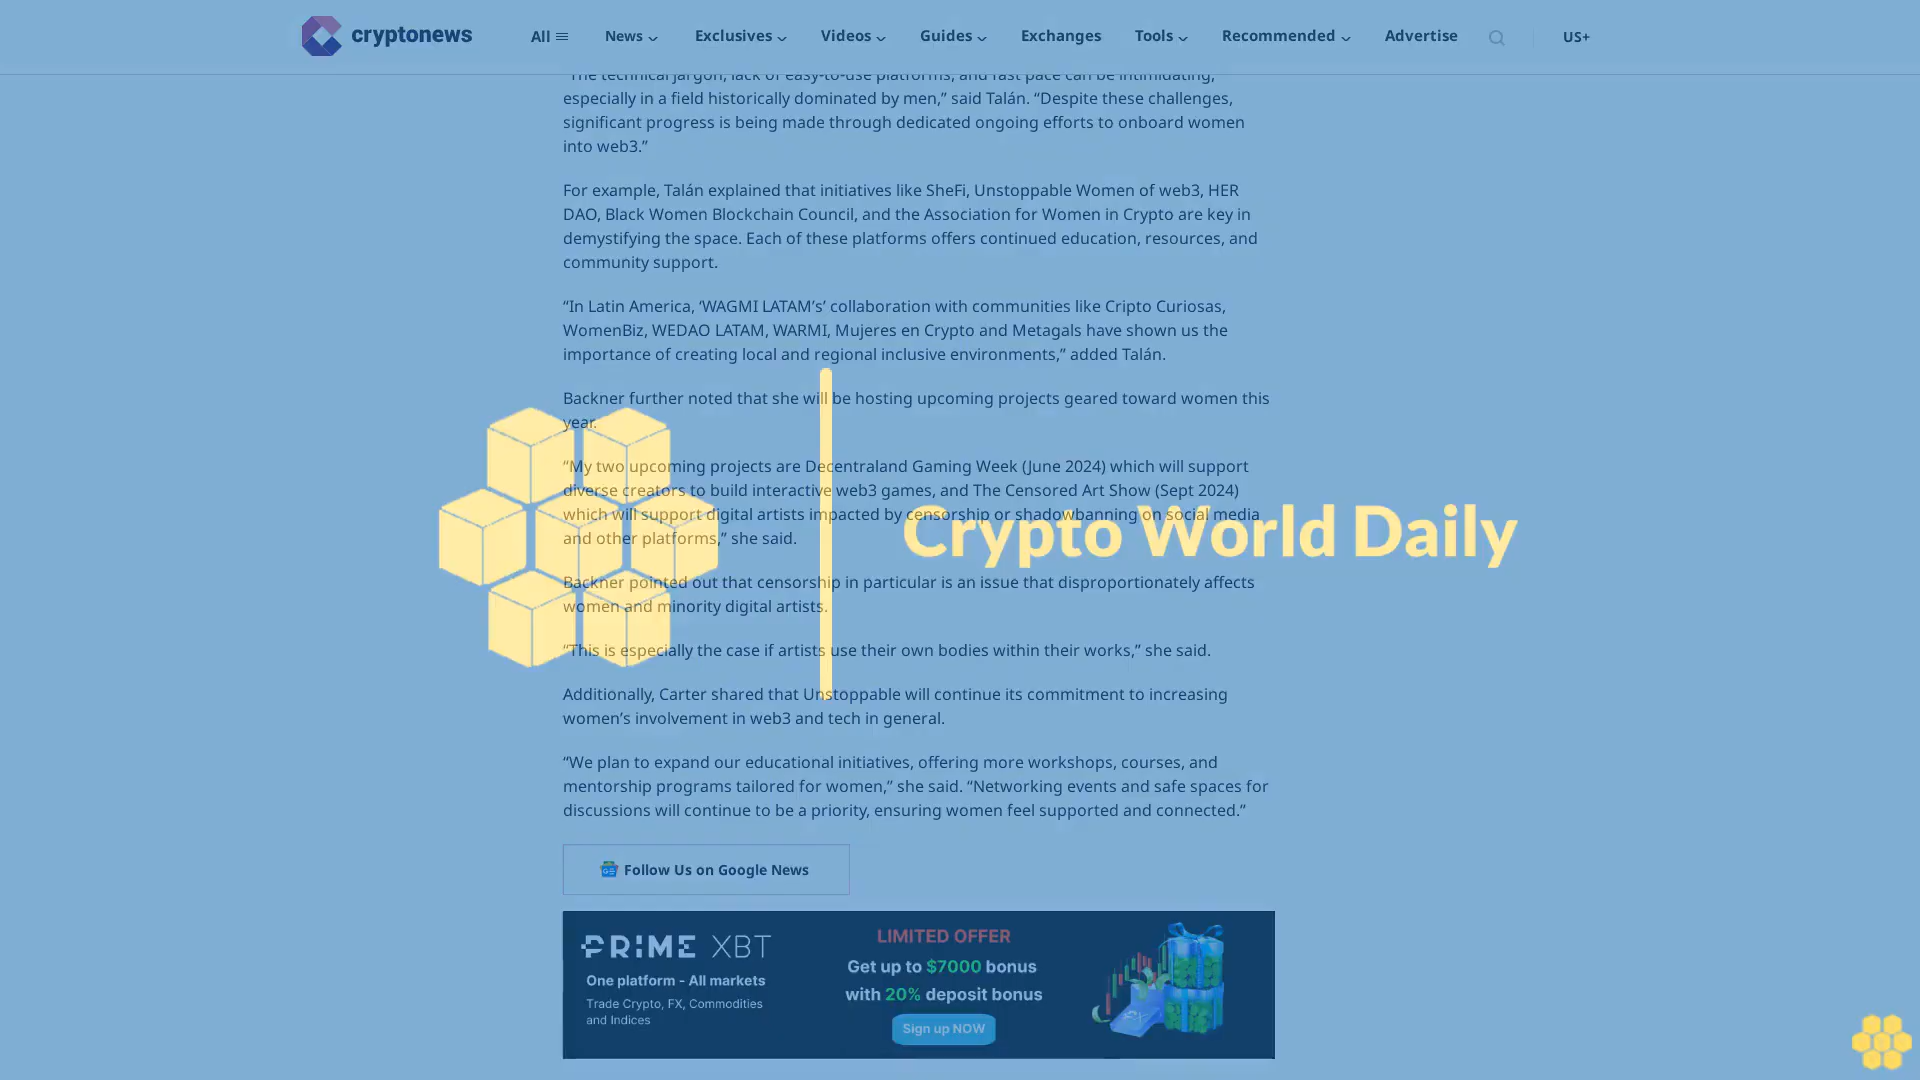 cryptonews
All News Exclusives Videos Guides Exchanges Tools Recommended Advertise US+
“The technical jargon, lack of easy-to-use platforms, and fast pace can be intimidating,
especially in a field historically dominated by men,” said Talán. “Despite these challenges,
significant progress is being made through dedicated ongoing efforts to onboard women
into web3.”
For example, Talán explained that initiatives like SheFi, Unstoppable Women of web3, HER
DAO, Black Women Blockchain Council, and the Association for Women in Crypto are key in
demystifying the space. Each of these platforms offers continued education, resources, and
community support.
“In Latin America, ‘WAGMI LATAM’s’ collaboration with communities like Cripto Curiosas,
WomenBiz, WEDAO LATAM, WARMI, Mujeres en Crypto and Metagals have shown us the
importance of creating local and regional inclusive environments,” added Talán.
Backner further noted that she will be hosting upcoming projects geared toward women this
year.
“My two upcoming projects are Decentraland Gaming Week (June 2024) which will support
diverse creators to build interactive web3 games, and The Censored Art Show (Sept 2024)
which will support digital artists impacted by censorship or shadowbanning on social media
and other platforms,” she said.
Crypto World Daily
Backner pointed out that censorship in particular is an issue that disproportionately affects
women and minority digital artists.
“This is especially the case if artists use their own bodies within their works,” she said.
Additionally, Carter shared that Unstoppable will continue its commitment to increasing
women’s involvement in web3 and tech in general.
“We plan to expand our educational initiatives, offering more workshops, courses, and
mentorship programs tailored for women,” she said. “Networking events and safe spaces for
discussions will continue to be a priority, ensuring women feel supported and connected.”
Follow Us on Google News
PRIME XBT
One platform - All markets
Trade Crypto, FX, Commodities
and Indices
LIMITED OFFER
Get up to $7000 bonus
with 20% deposit bonus
Sign up NOW